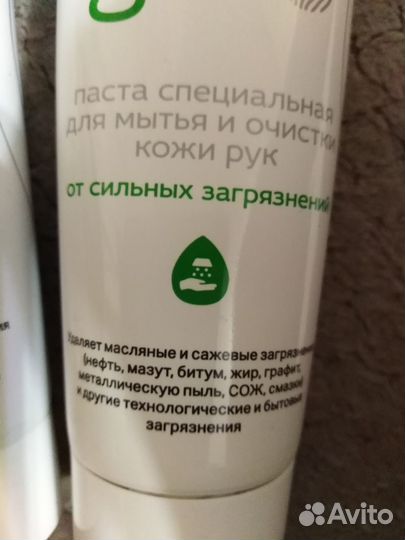 паста специальная
для мытья и очистки
кожи рук
от сильных загрязнений
Удаляет масляные и сажевые
(нефть, мазут, битум, жир, графит,
металлическую пыль, СОЖ, смазки)
и другие технологические и бытовые
загрязнения
Avito